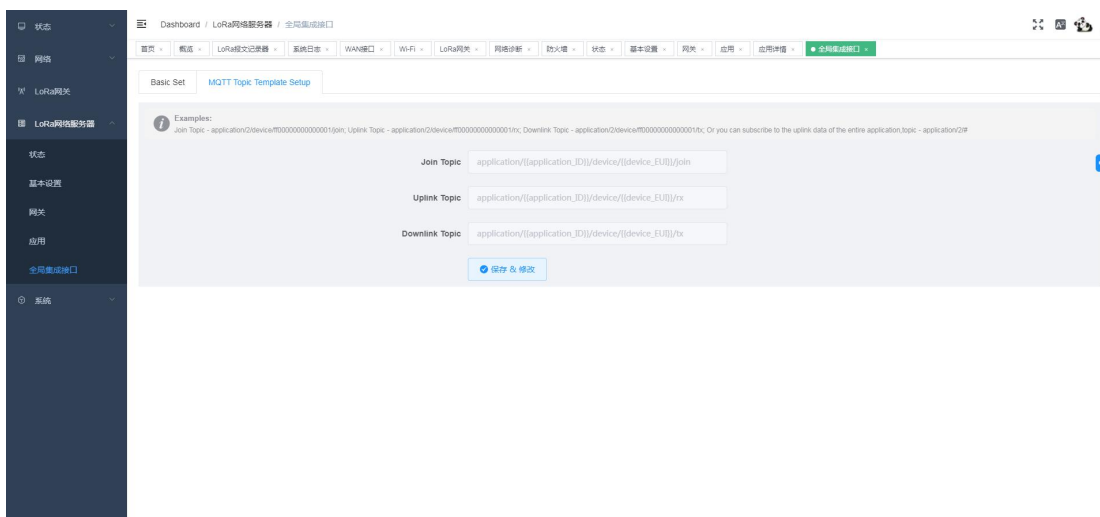 状态
网络
LoRa网关
LoRa网络服务器
状态
基本设置
网关
应用
全局集成接口
系统
Dashboard / LoRa网络服务器 / 全局集成接口
首页 × 概览 × LoRa报文记录器 × 系统日志 × WAN接口 × Wi-Fi × LoRa网关 × 网络诊断 × 防火墙 × 状态 × 基本设置 × 网关 × 应用 × 应用详情 × 全局集成接口 ×
Basic Set MQTT Topic Template Setup
Examples:
Join Topic - application/2/device/ff00000000000001/join; Uplink Topic - application/2/device/ff00000000000001/rx; Downlink Topic - application/2/device/ff00000000000001/tx; Or you can subscribe to the uplink data of the entire application,topic - application/2/#
Join Topic application/{{application_ID}}/device/{{device_EUI}}/join
Uplink Topic application/{{application_ID}}/device/{{device_EUI}}/rx
Downlink Topic application/{{application_ID}}/device/{{device_EUI}}/tx
保存 & 修改